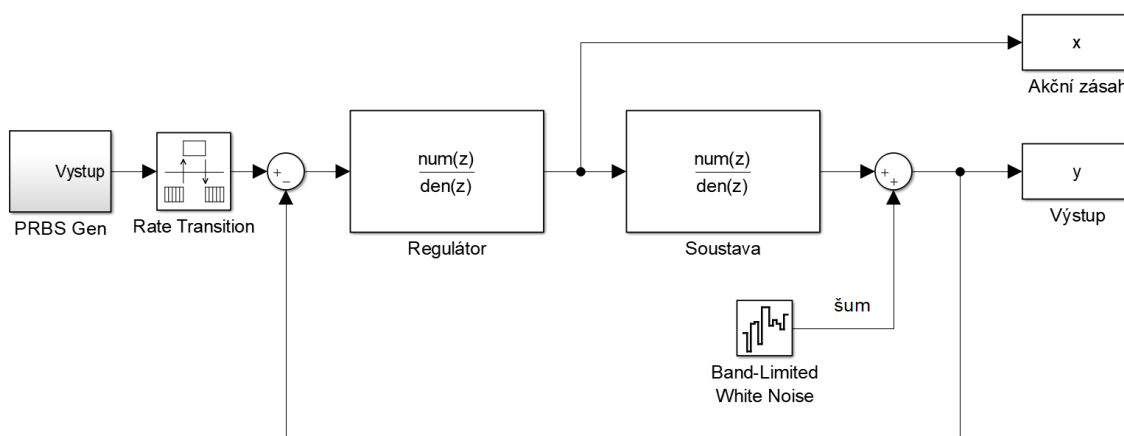 x
Akční zásah
Vystup
PRBS Gen
Rate Transition
+
−
num(z)
den(z)
Regulátor
num(z)
den(z)
Soustava
+
+
y
Výstup
šum
Band-Limited
White Noise